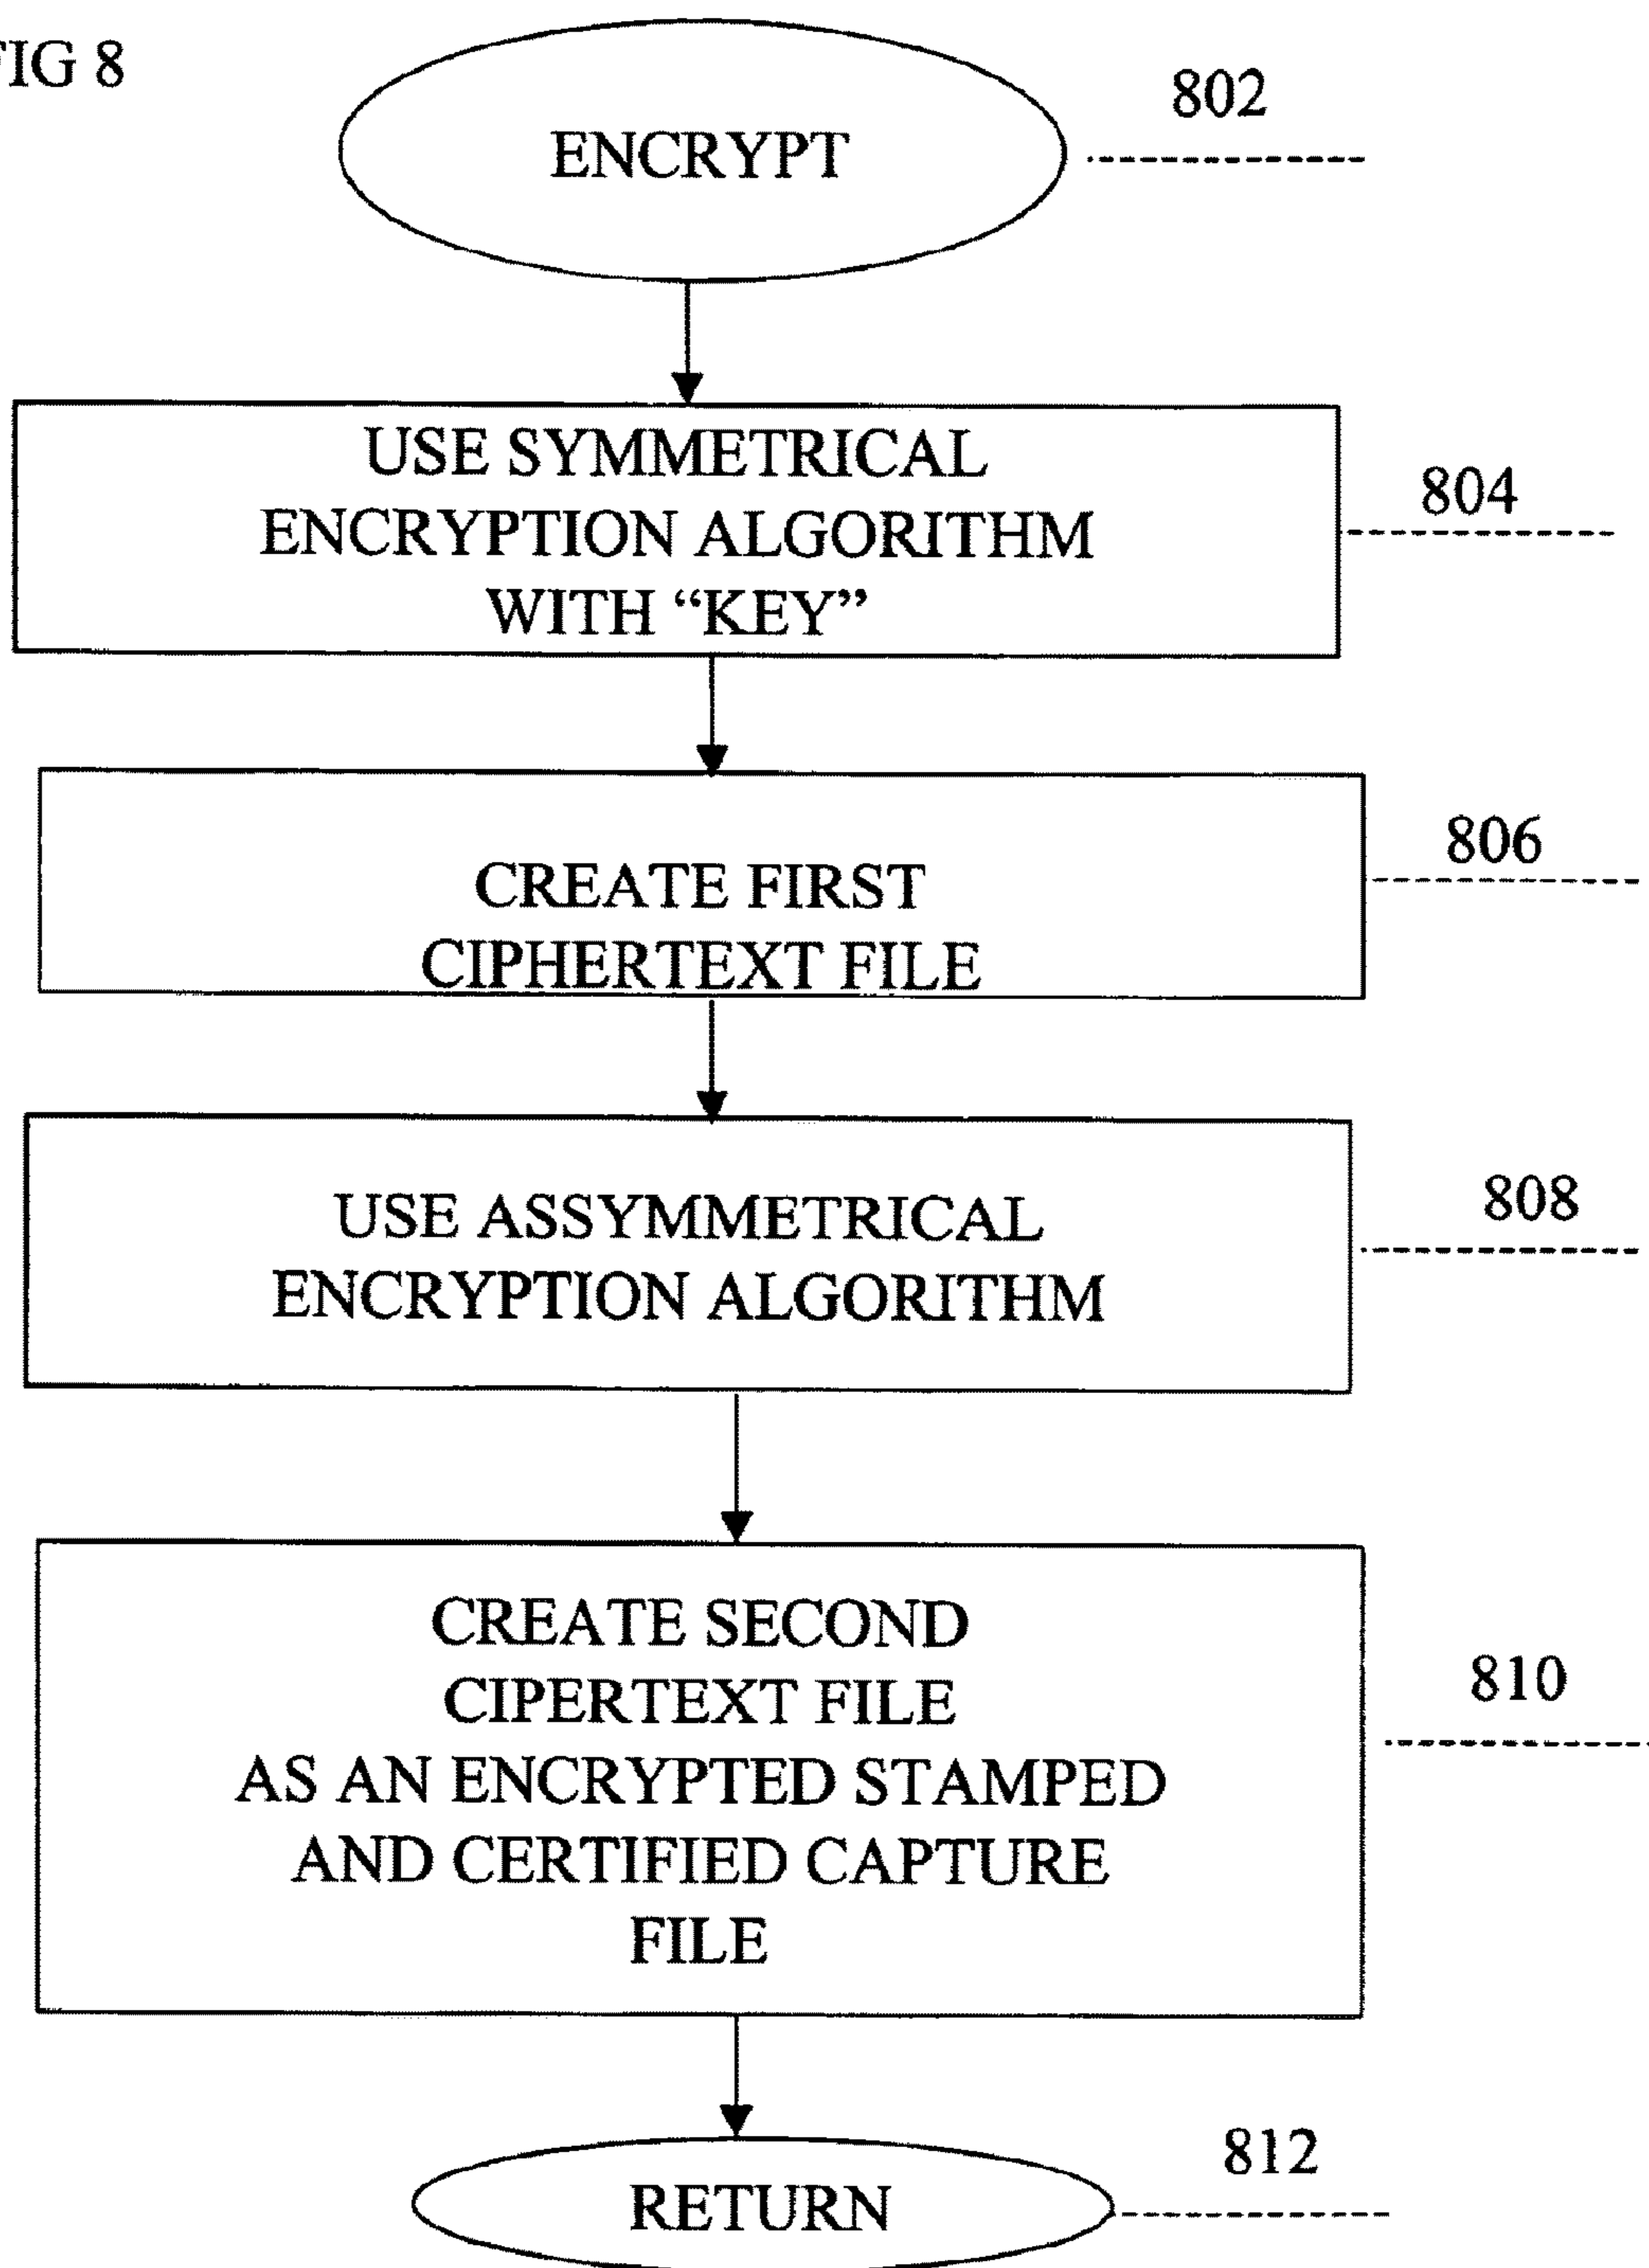 FIG 8
802
ENCRYPT
USE SYMMETRICAL
ENCRYPTION ALGORITHM
WITH “KEY”
804
CREATE FIRST
CIPHERTEXT FILE
806
USE ASSYMMETRICAL
ENCRYPTION ALGORITHM
808
CREATE SECOND
CIPERTEXT FILE
AS AN ENCRYPTED STAMPED
AND CERTIFIED CAPTURE
FILE
810
RETURN
812